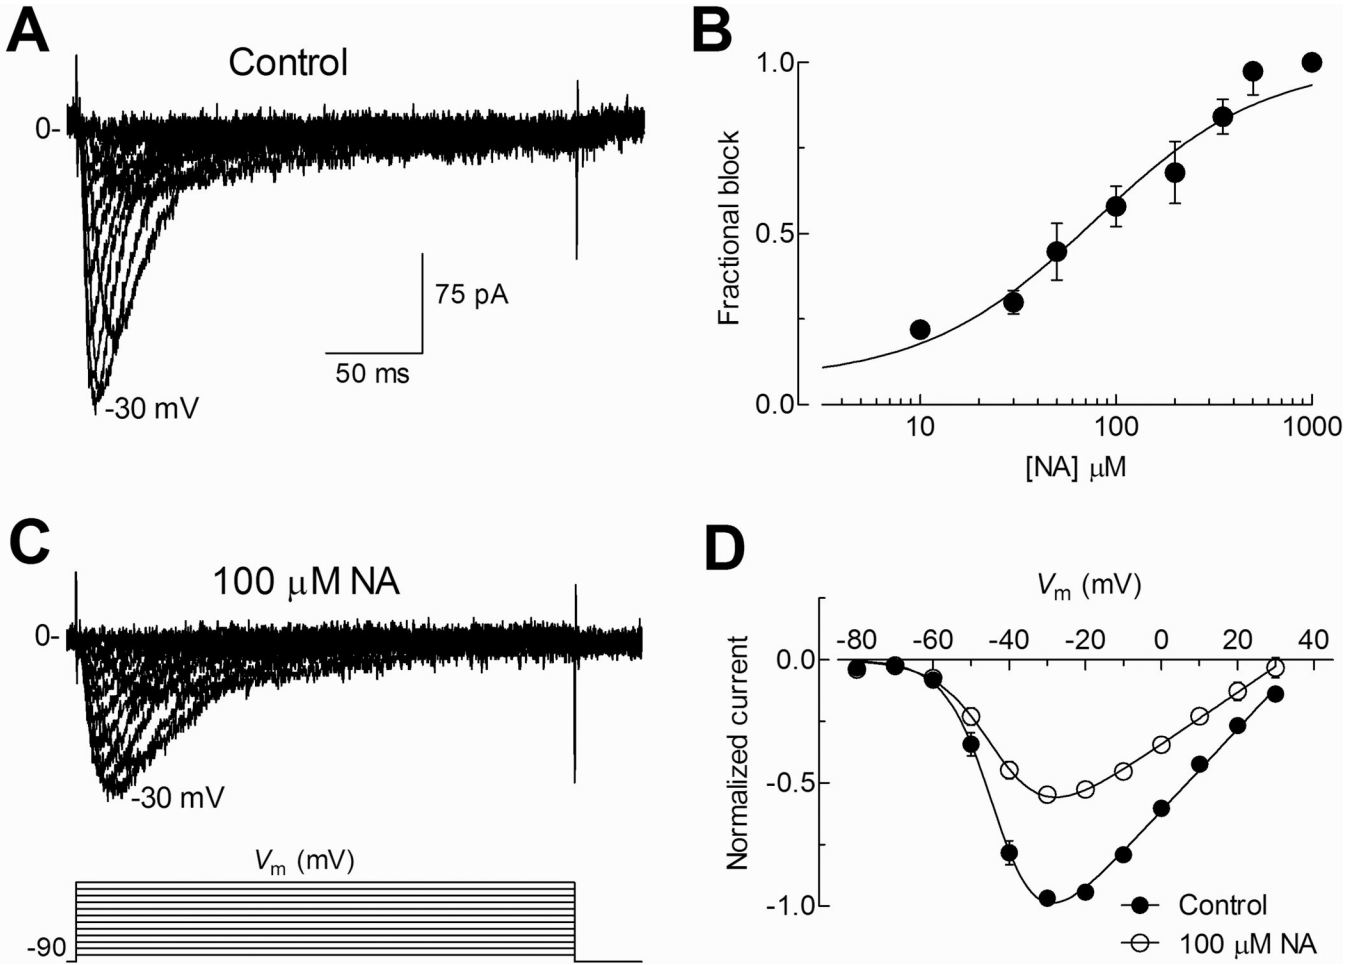 A
Control
0-
75 pA
50 ms
-30 mV
B
1.0
0.5
0.0
Fractional block
10 100 1000
[NA] μM
C
100 μM NA
0-
-30 mV
Vm (mV)
-90
D
Vm (mV)
-80 -60 -40 -20 0 20 40
0.0
-0.5
-1.0
Normalized current
Control
100 μM NA